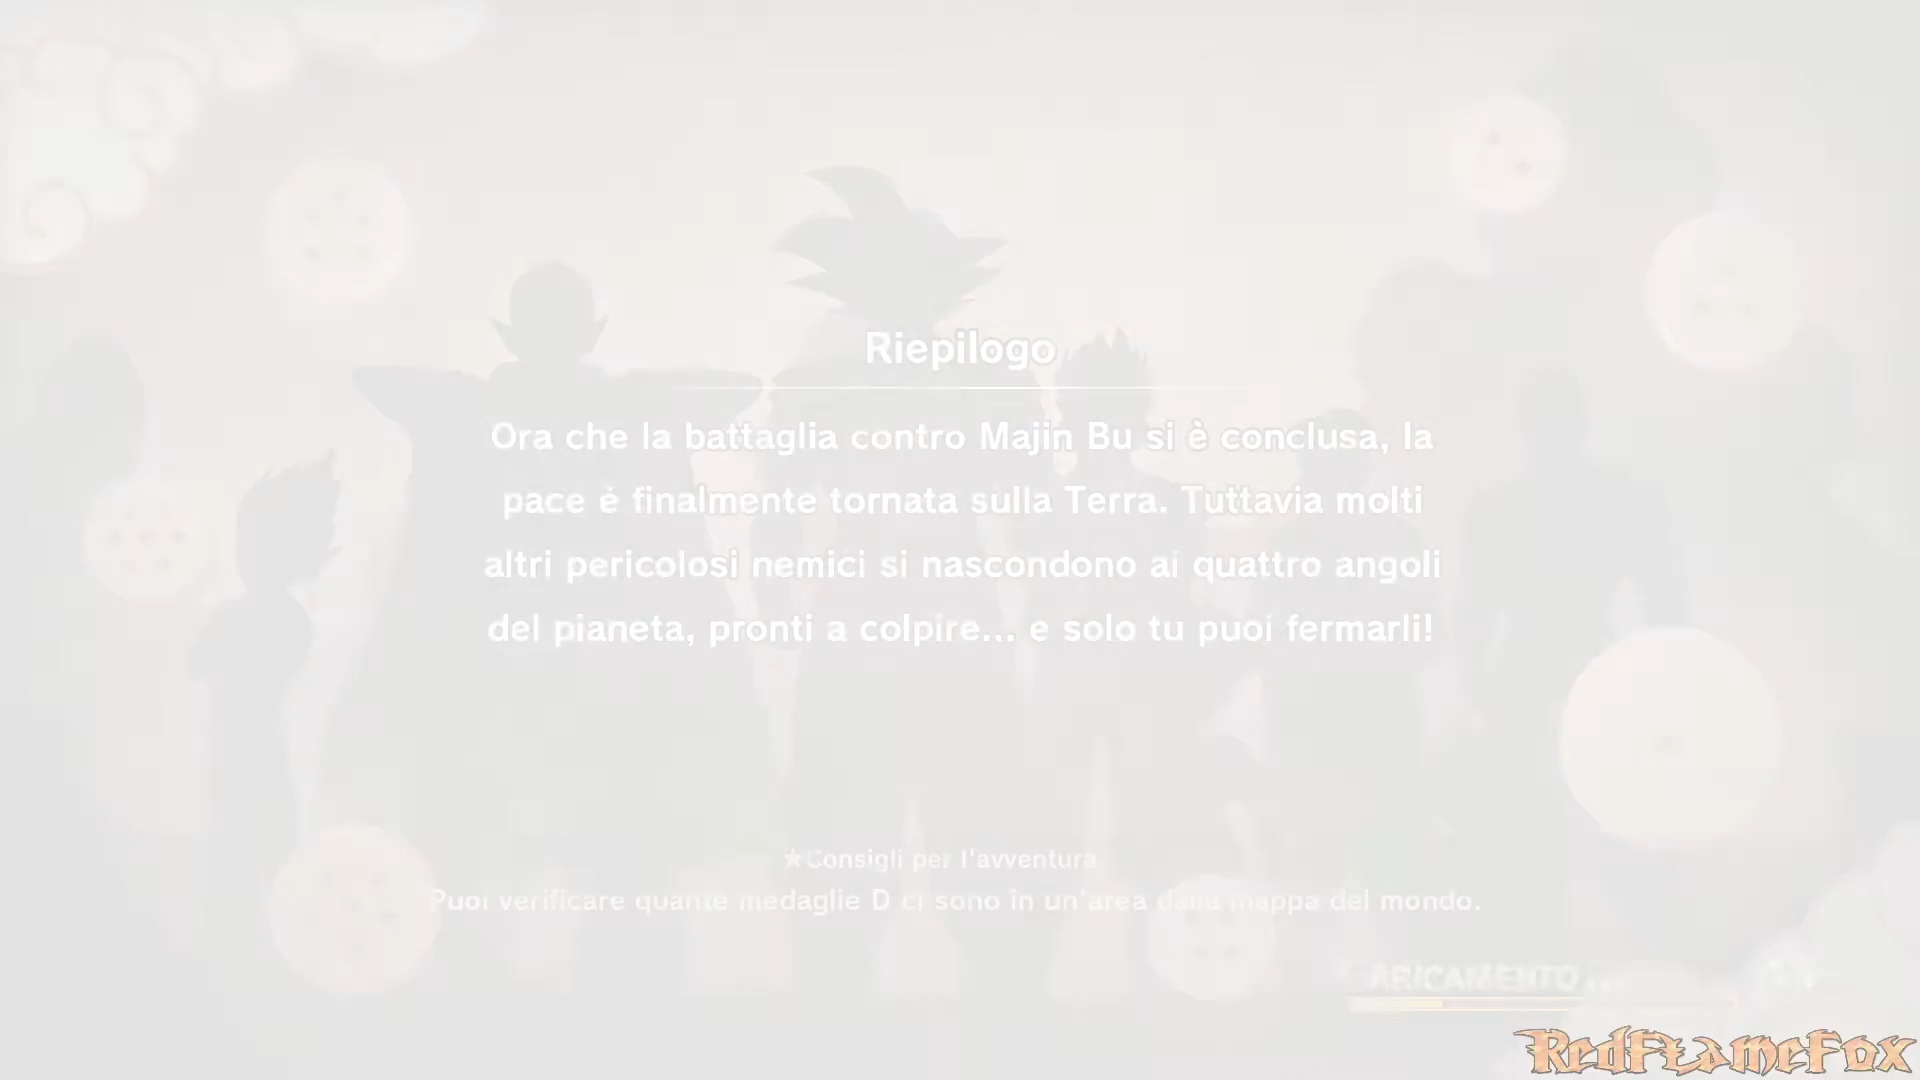 Riepilogo
Ora che la battaglia contro Majin Bu si è conclusa, la
pace è finalmente tornata sulla Terra. Tuttavia molti
altri pericolosi nemici si nascondono ai quattro angoli
del pianeta, pronti a colpire... e solo tu puoi fermarli!
★Consigli per l'avventura
Puoi verificare quante medaglie D ci sono in un'area dalla mappa del mondo.
CARICAMENTO...
RedFlameFox